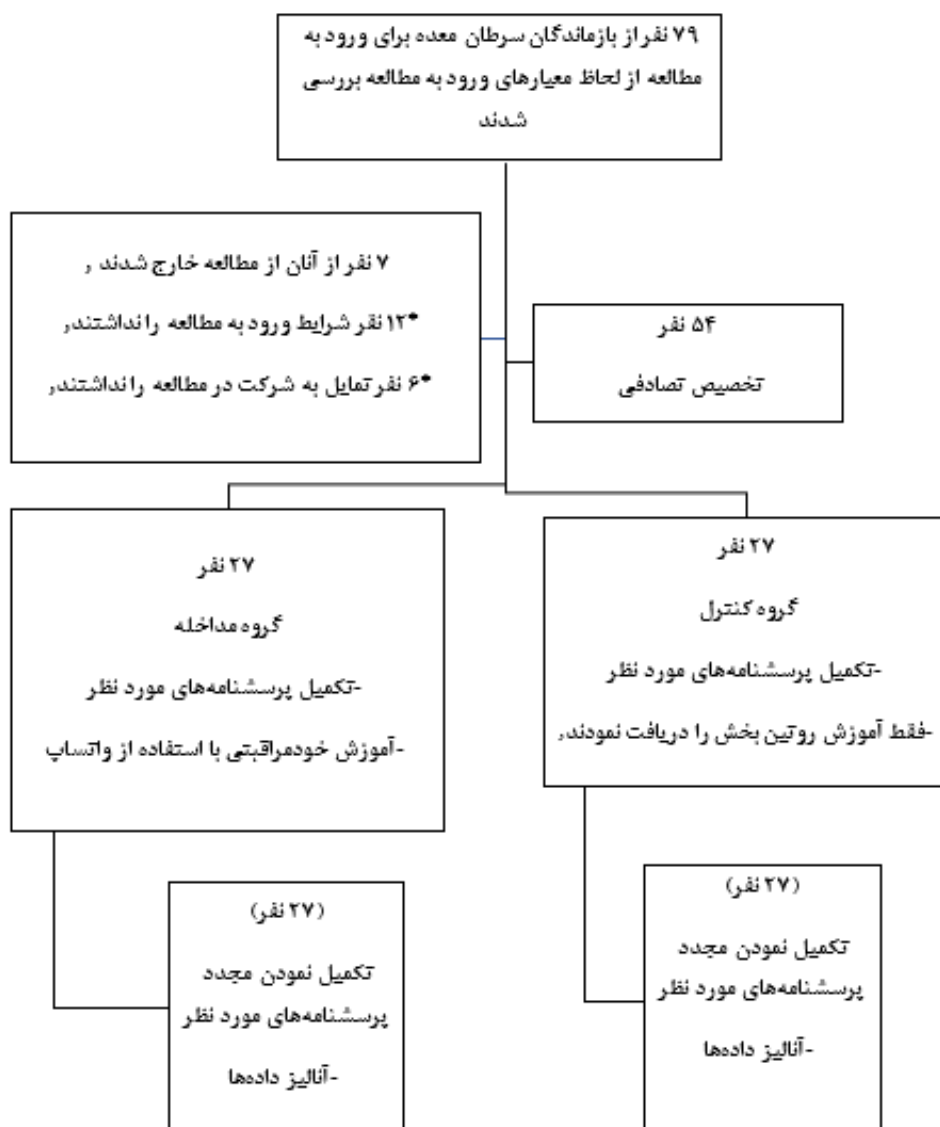 ۷۹ نفر از بازماندگان سرطان معده برای ورود به
مطالعه از لحاظ معیارهای ورود به مطالعه بررسی
شدند
۷ نفر از آنان از مطالعه خارج شدند ,
*۱۲ نفر شرایط ورود به مطالعه را نداشتند,
*۶ نفر تمایل به شرکت در مطالعه را نداشتند,
۵۴ نفر
تخصیص تصادفی
۲۷ نفر
گروه کنترل
-تکمیل پرسشنامه‌های مورد نظر
-فقط آموزش روتین بخش را دریافت نمودند,
۲۷ نفر
گروه مداخله
-تکمیل پرسشنامه‌های مورد نظر
-آموزش خودمراقبتی با استفاده از واتساپ
(۲۷ نفر)
تکمیل نمودن مجدد
پرسشنامه‌های مورد نظر
-آنالیز داده‌ها
(۲۷ نفر)
تکمیل نمودن مجدد
پرسشنامه‌های مورد نظر
-آنالیز داده‌ها